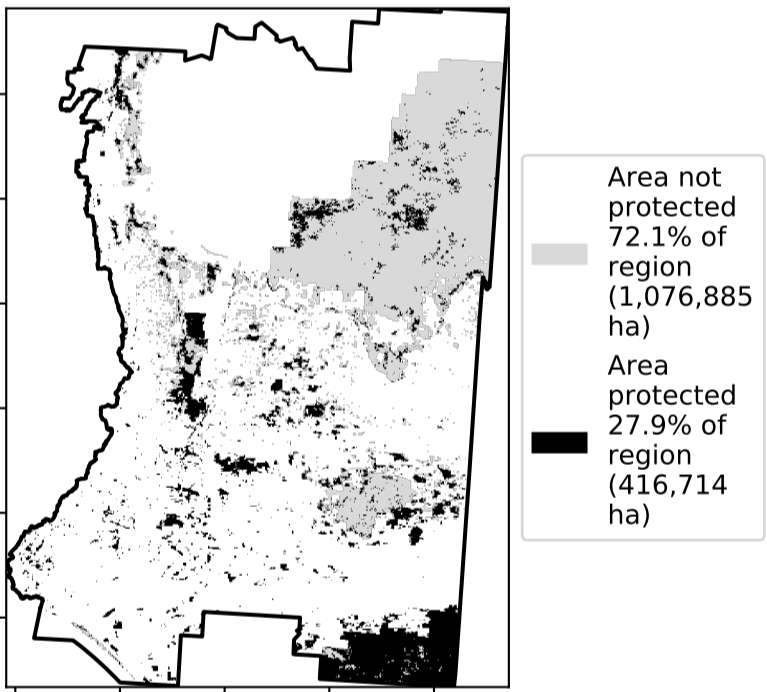 Area not
protected
72.1% of
region
(1,076,885
ha)
Area
protected
27.9% of
region
(416,714
ha)